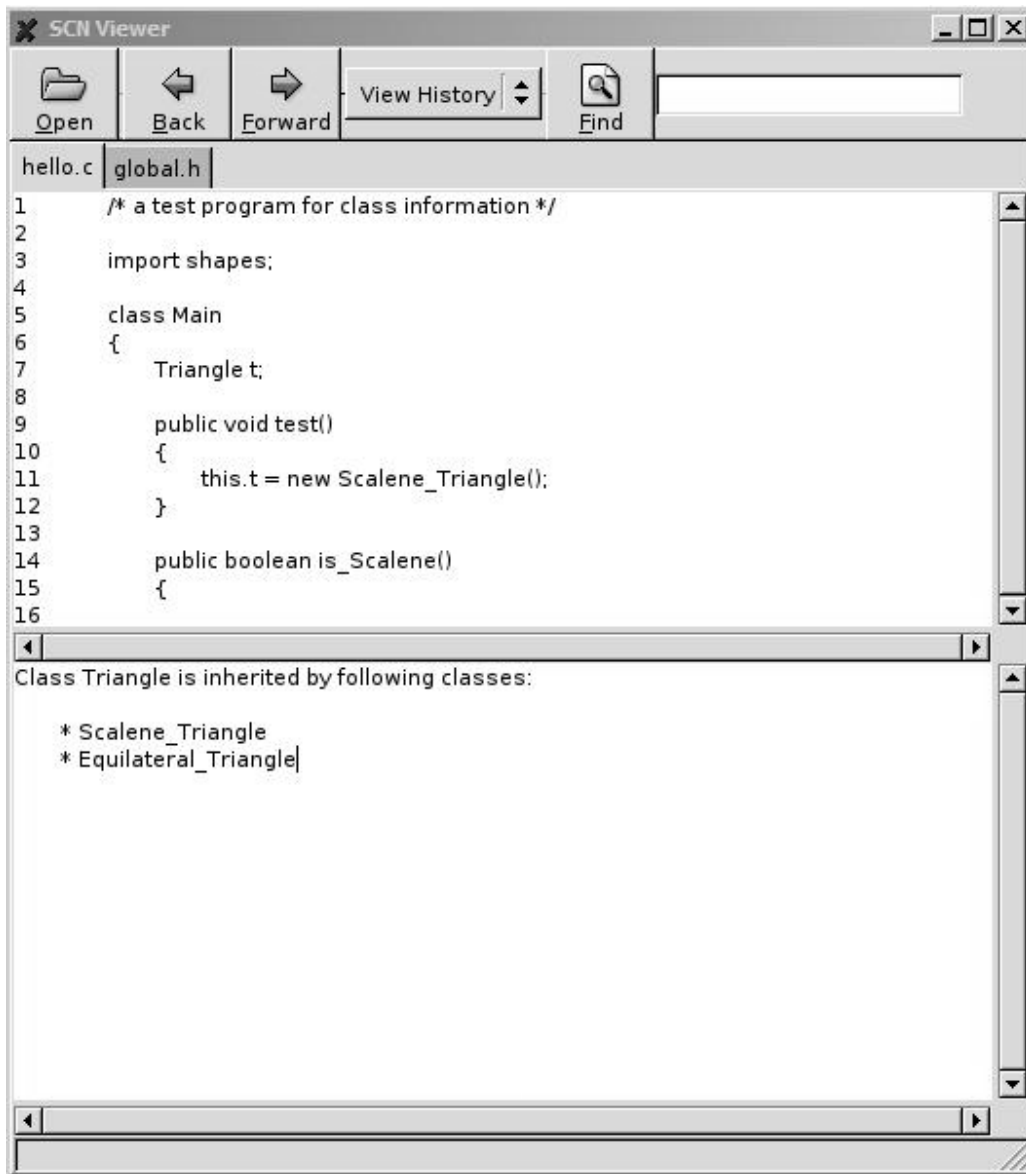 SCN Viewer
Open Back Forward View History Find
hello.c global.h
1 /* a test program for class information */
2
3 import shapes;
4
5 class Main
6 {
7 Triangle t;
8
9 public void test()
10 {
11 this.t = new Scalene_Triangle();
12 }
13
14 public boolean is_Scalene()
15 {
16
Class Triangle is inherited by following classes:
* Scalene_Triangle
* Equilateral_Triangle